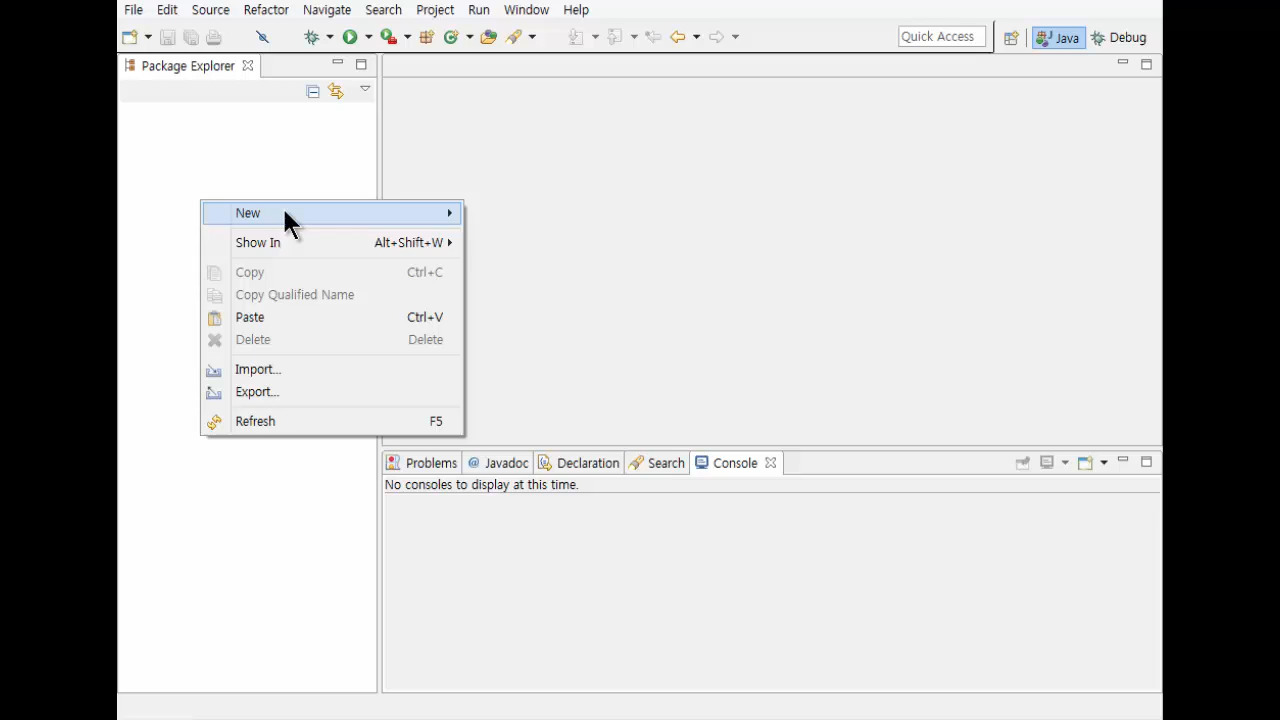 File Edit Source Refactor Navigate Search Project Run Window Help
Quick Access Java Debug
Package Explorer
New
Show In Alt+Shift+W
Copy Ctrl+C
Copy Qualified Name
Paste Ctrl+V
Delete Delete
Import...
Export...
Refresh F5
Problems @ Javadoc Declaration Search Console
No consoles to display at this time.